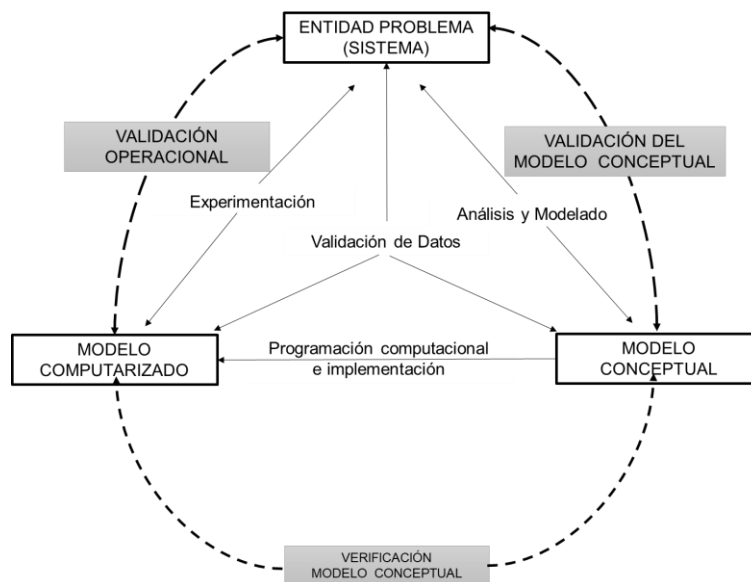 ENTIDAD PROBLEMA
(SISTEMA)
VALIDACIÓN
OPERACIONAL
VALIDACIÓN DEL
MODELO CONCEPTUAL
Experimentación
Análisis y Modelado
Validación de Datos
MODELO
COMPUTARIZADO
Programación computacional
e implementación
MODELO
CONCEPTUAL
VERIFICACIÓN
MODELO CONCEPTUAL